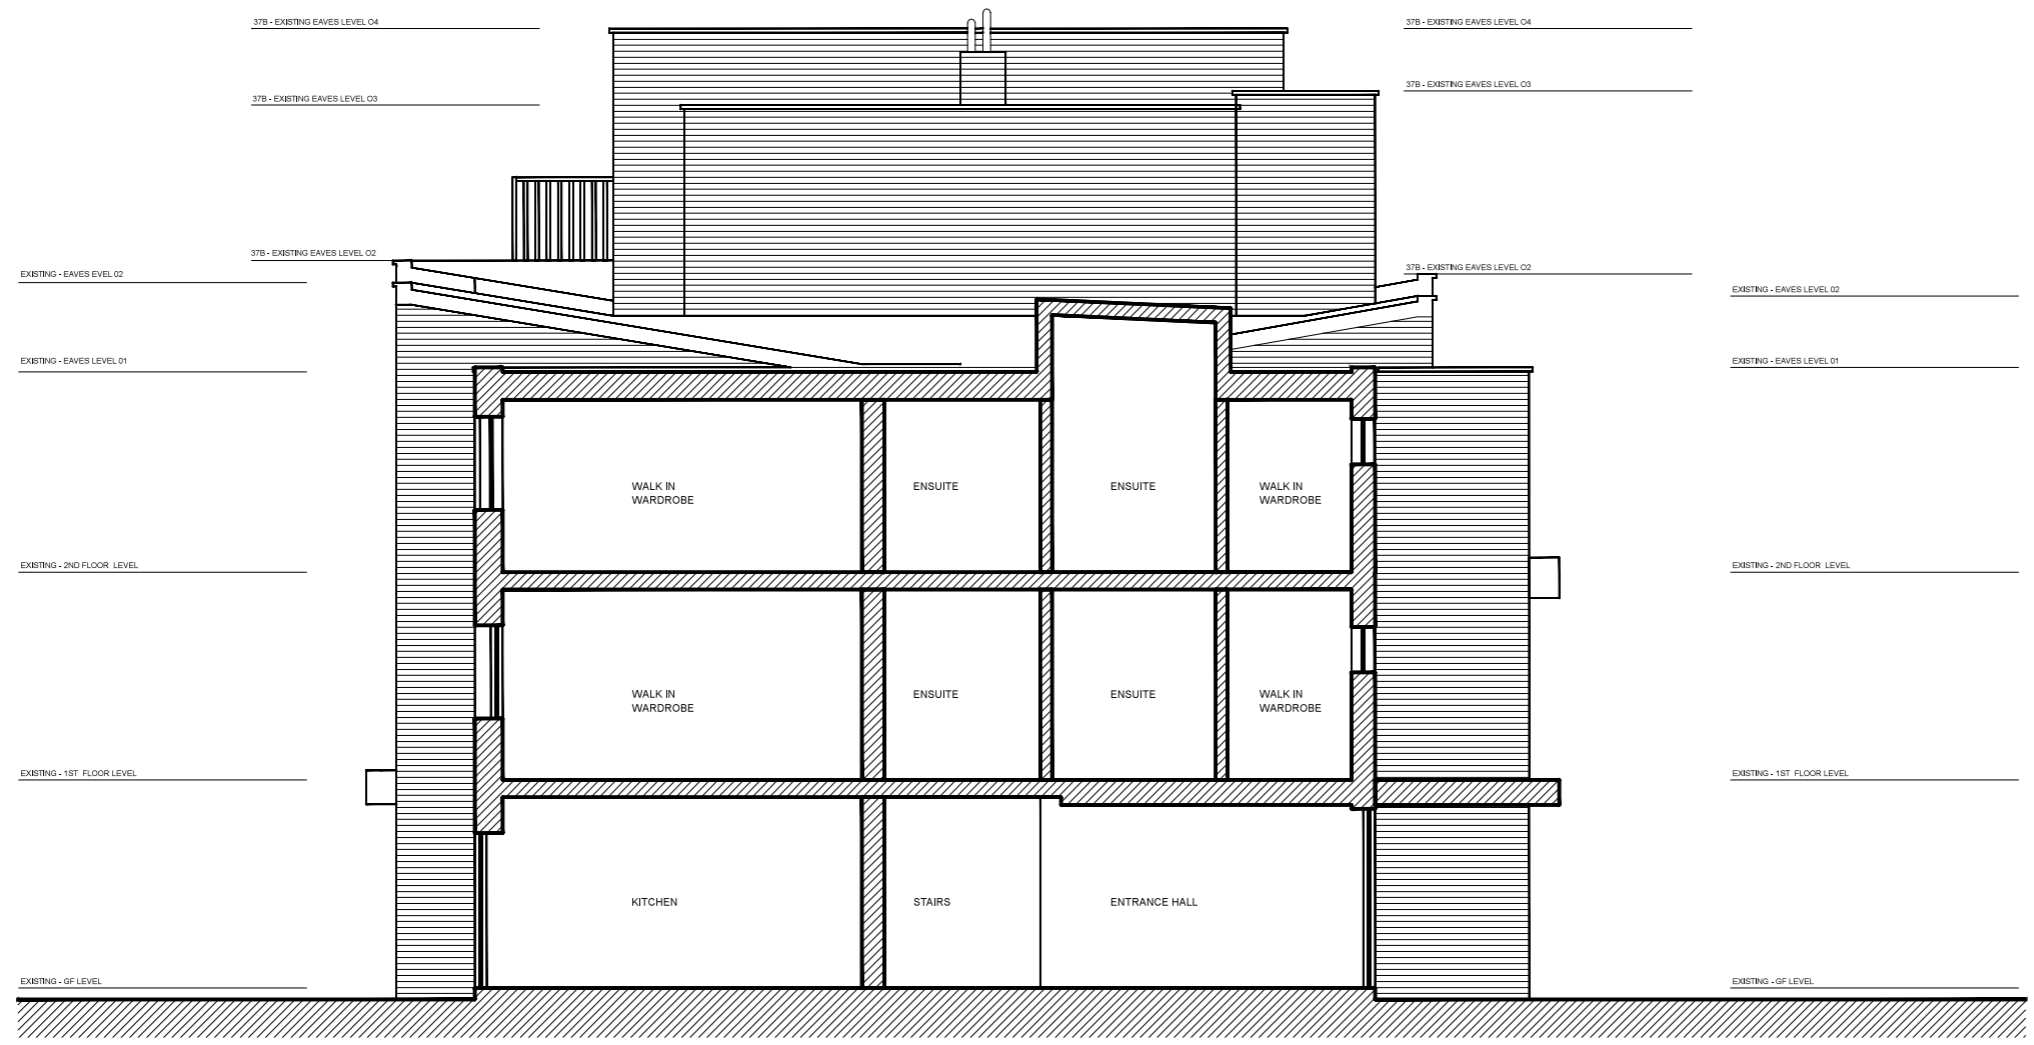 37B - EXISTING EAVES LEVEL O4
37B - EXISTING EAVES LEVEL O4
37B - EXISTING EAVES LEVEL O3
37B - EXISTING EAVES LEVEL O3
37B - EXISTING EAVES LEVEL O2
37B - EXISTING EAVES LEVEL O2
EXISTING - EAVES EVEL 02
EXISTING - EAVES LEVEL 02
EXISTING - EAVES LEVEL 01
EXISTING - EAVES LEVEL 01
WALK IN
WARDROBE
ENSUITE
ENSUITE
WALK IN
WARDROBE
EXISTING - 2ND FLOOR LEVEL
EXISTING - 2ND FLOOR LEVEL
WALK IN
WARDROBE
ENSUITE
ENSUITE
WALK IN
WARDROBE
EXISTING - 1ST FLOOR LEVEL
EXISTING - 1ST FLOOR LEVEL
KITCHEN
STAIRS
ENTRANCE HALL
EXISTING - GF LEVEL
EXISTING - GF LEVEL